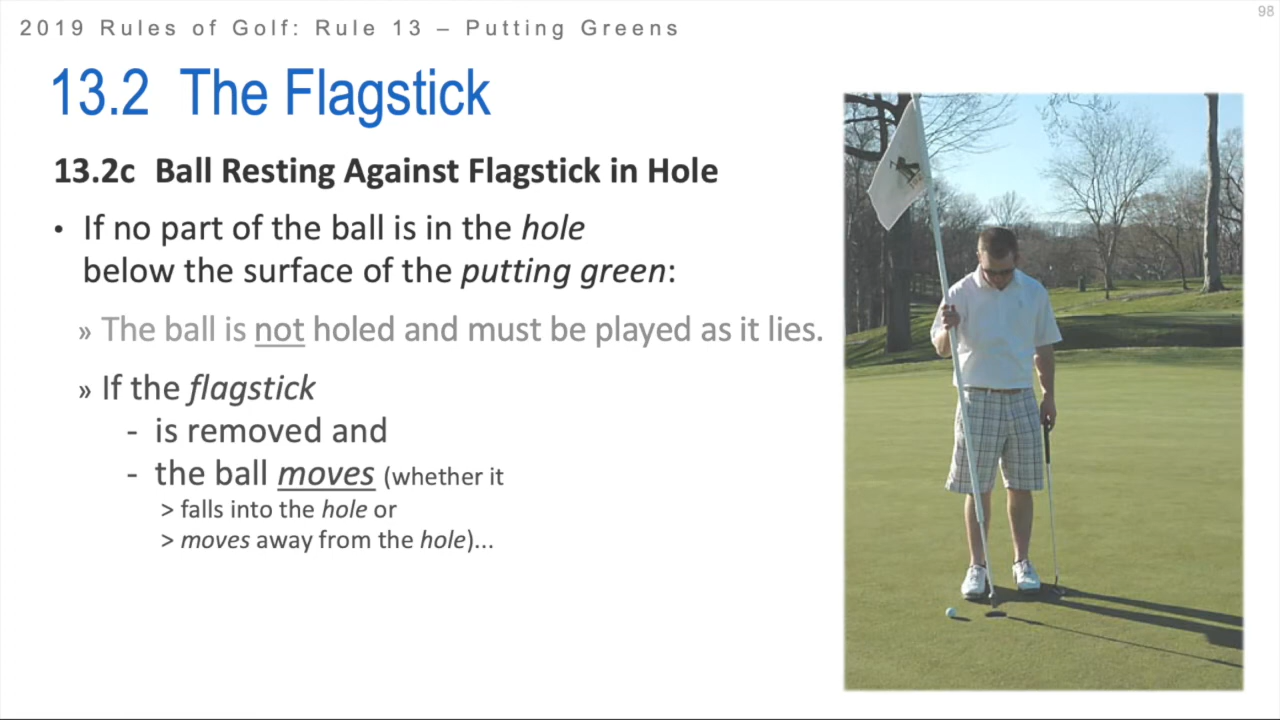 2019 Rules of Golf: Rule 13 – Putting Greens
98
13.2 The Flagstick
13.2c Ball Resting Against Flagstick in Hole
• If no part of the ball is in the hole
below the surface of the putting green:
» The ball is not holed and must be played as it lies.
» If the flagstick
- is removed and
- the ball moves (whether it
> falls into the hole or
> moves away from the hole)...